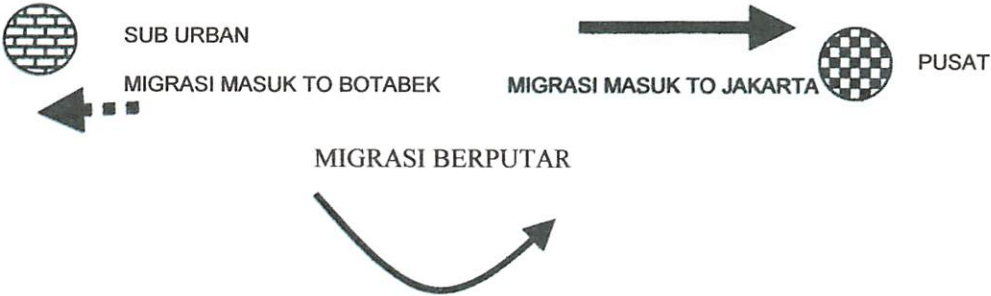 SUB URBAN
PUSAT
MIGRASI MASUK TO BOTABEK
MIGRASI MASUK TO JAKARTA
MIGRASI BERPUTAR